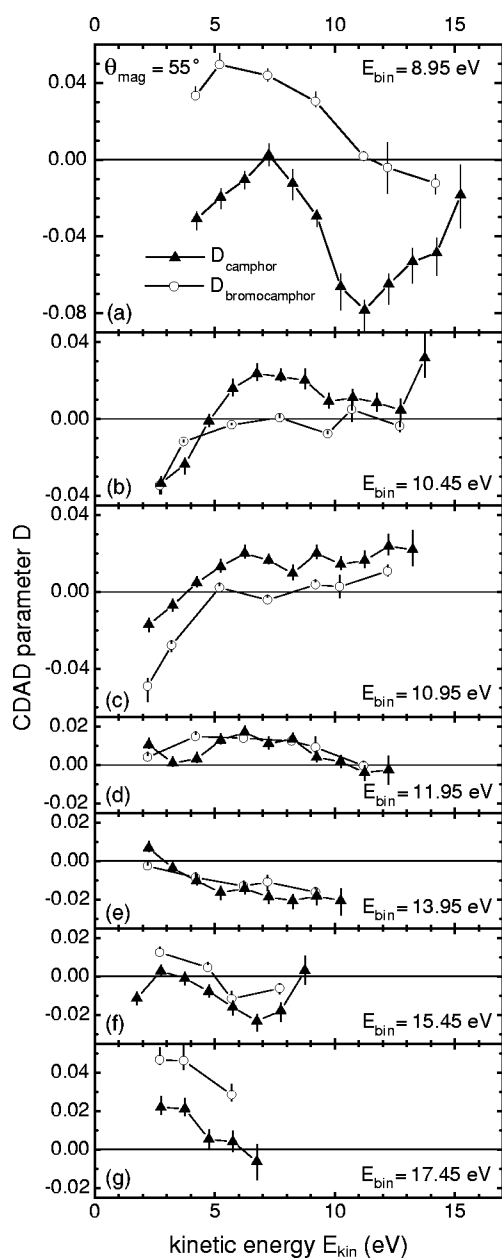 0 5 10 15
θmag = 55° Ebin = 8.95 eV
0.04
0.00
-0.04
-0.08
Dcamphor
Dbromocamphor
(a)
0.04
0.00
-0.04
(b) Ebin = 10.45 eV
0.04
0.00
-0.04
(c) Ebin = 10.95 eV
0.02
0.00
(d) Ebin = 11.95 eV
0.02
0.00
-0.02
(e) Ebin = 13.95 eV
0.02
0.00
-0.02
(f) Ebin = 15.45 eV
0.04
0.02
0.00
-0.02
(g) Ebin = 17.45 eV
0 5 10 15
kinetic energy Ekin (eV)
CDAD parameter D